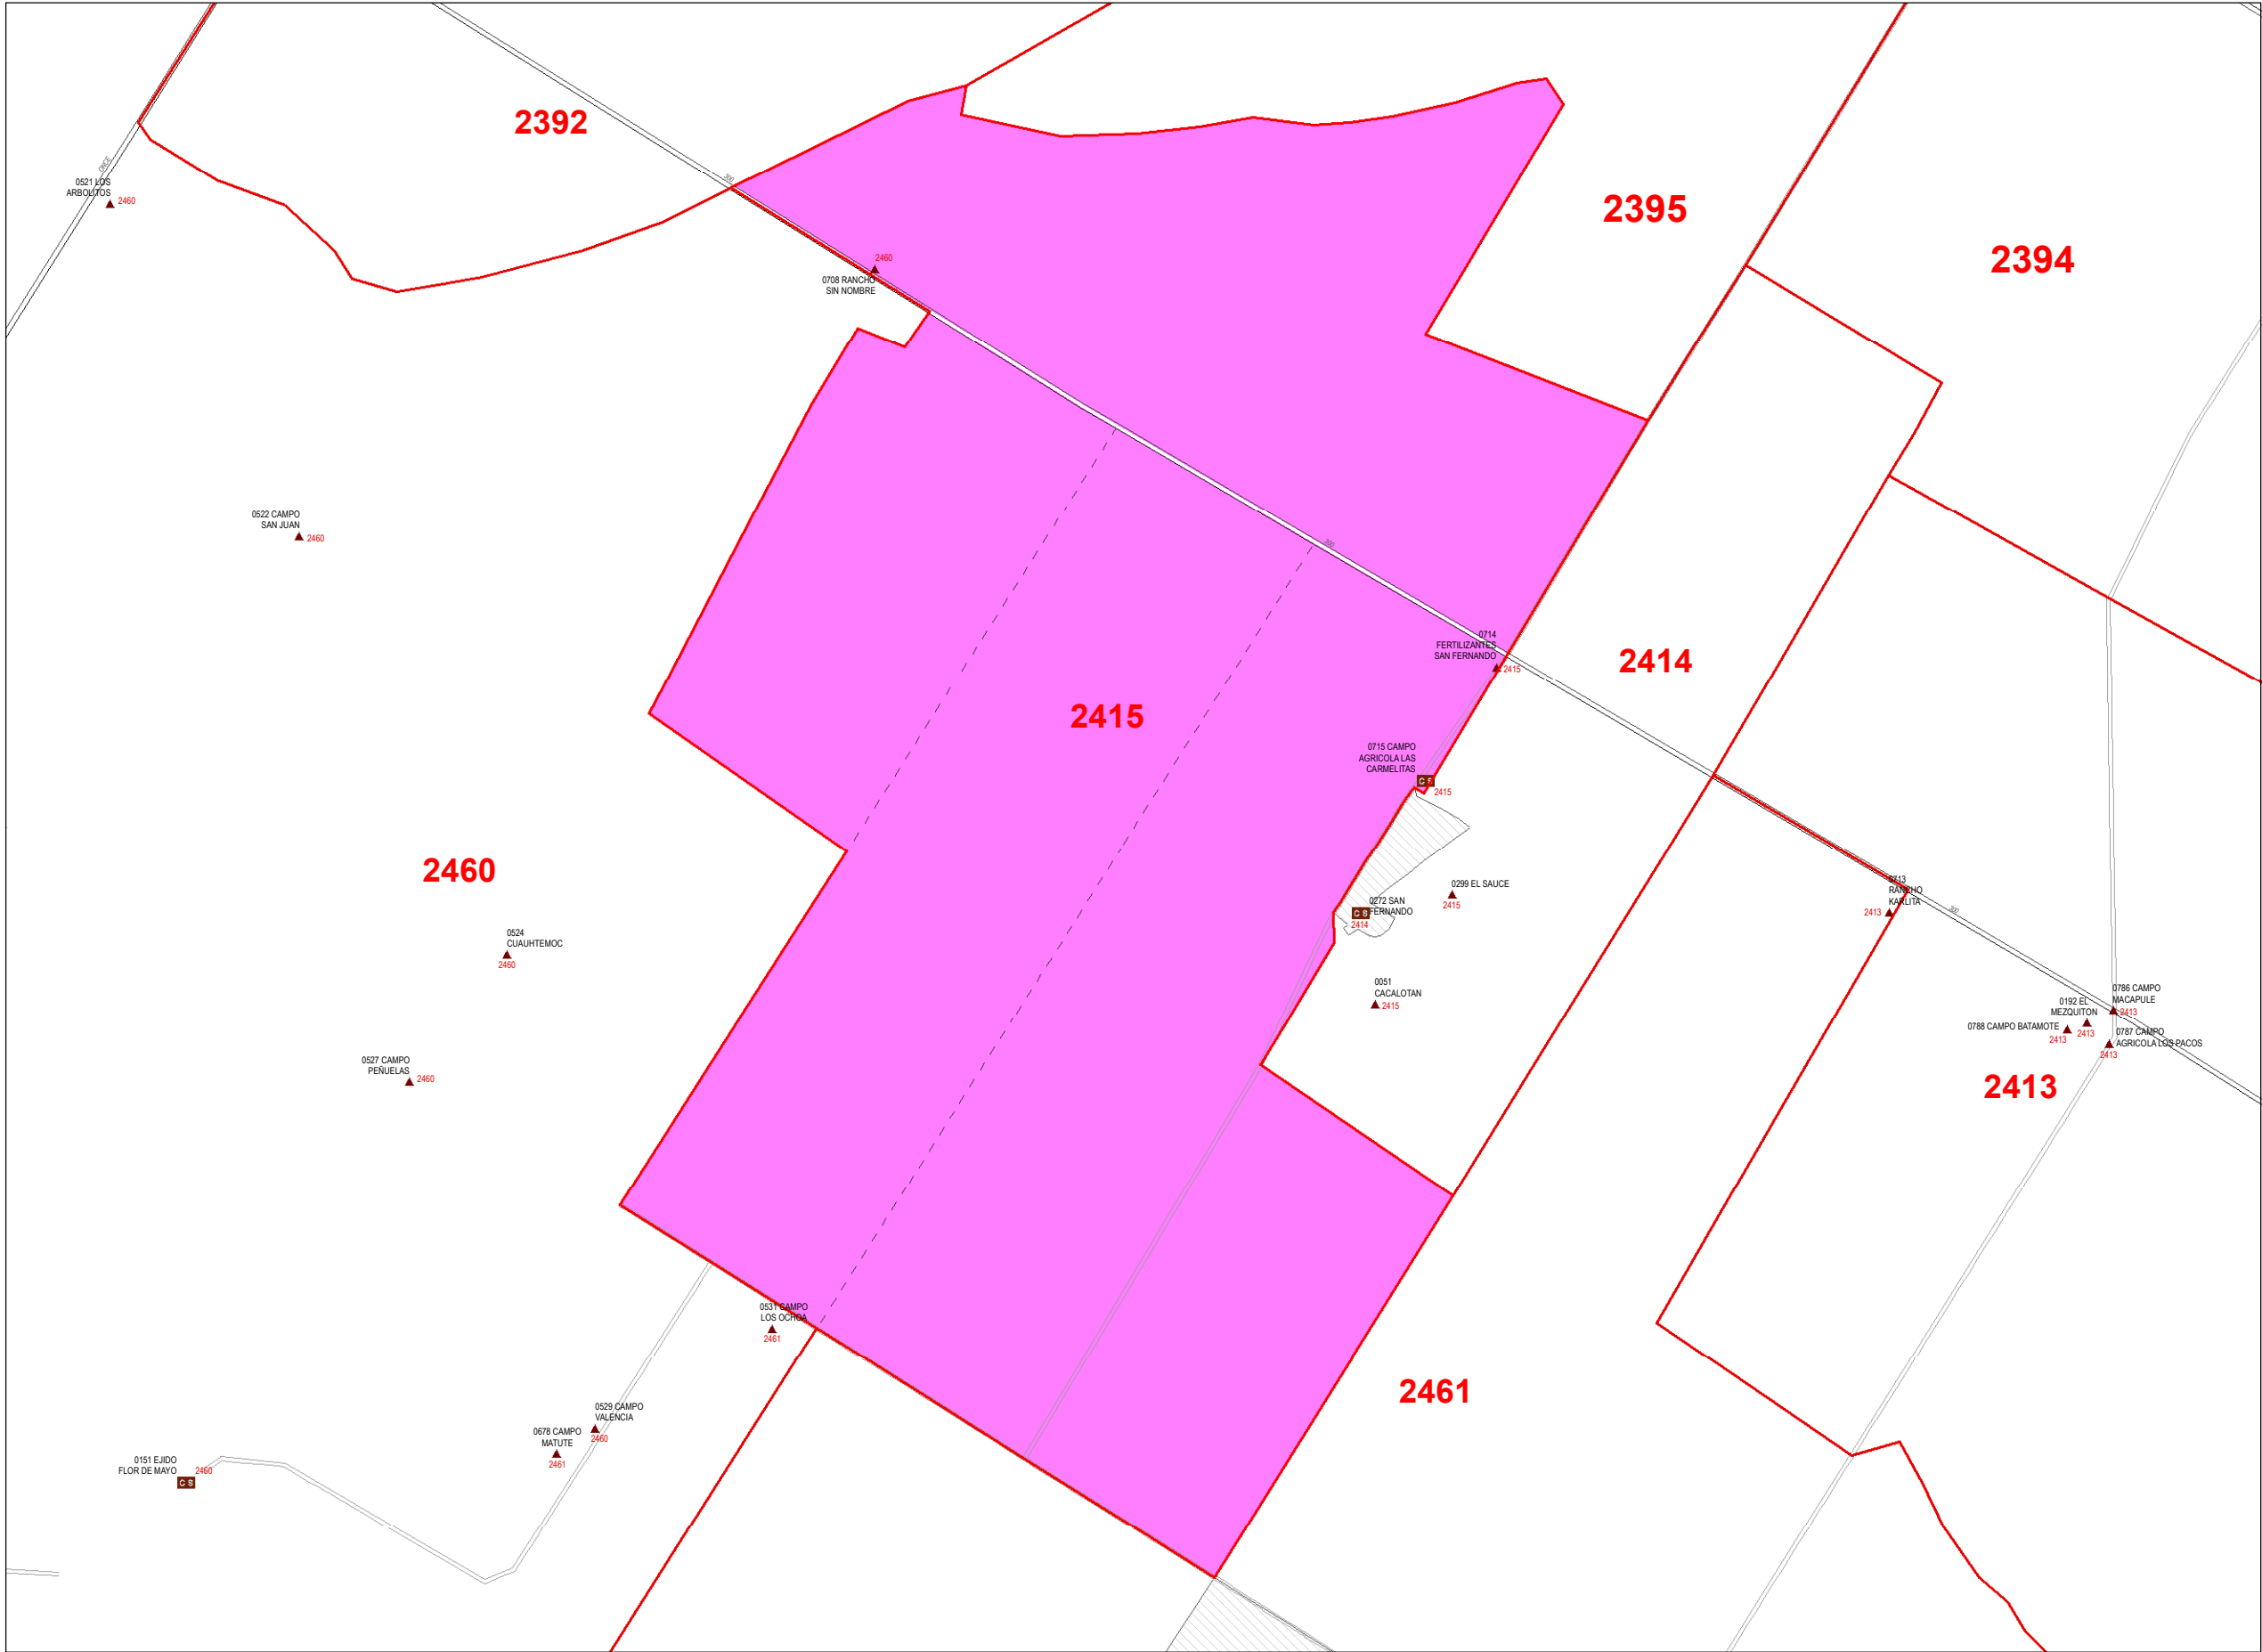 2392
ONCE
0521 LOS
ARBOLITOS
2460
300
2395
2394
2460
0708 RANCHO
SIN NOMBRE
0522 CAMPO
SAN JUAN
2460
300
0714
FERTILIZANTES
SAN FERNANDO
2415
2414
2415
0715 CAMPO
AGRICOLA LAS
CARMELITAS
C S
2415
2460
0299 EL SAUCE
2415
0272 SAN
FERNANDO
C S
2414
0713
RANCHO
KARLITA
2413
300
0524
CUAUHTEMOC
2460
0051
CACALOTAN
2415
0786 CAMPO
MACAPULE
2413
0192 EL
MEZQUITON
2413
0788 CAMPO BATAMOTE
2413
0787 CAMPO
AGRICOLA LOS PACOS
2413
0527 CAMPO
PEÑUELAS
2460
2413
0531 CAMPO
LOS OCHOA
2461
2461
0529 CAMPO
VALENCIA
2460
0678 CAMPO
MATUTE
2461
0151 EJIDO
FLOR DE MAYO
2460
C S